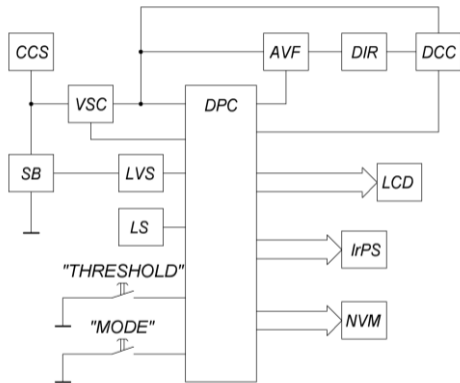 CCS
AVF
DIR
DCC
VSC
DPC
SB
LVS
LCD
LS
IrPS
"THRESHOLD"
NVM
"MODE"